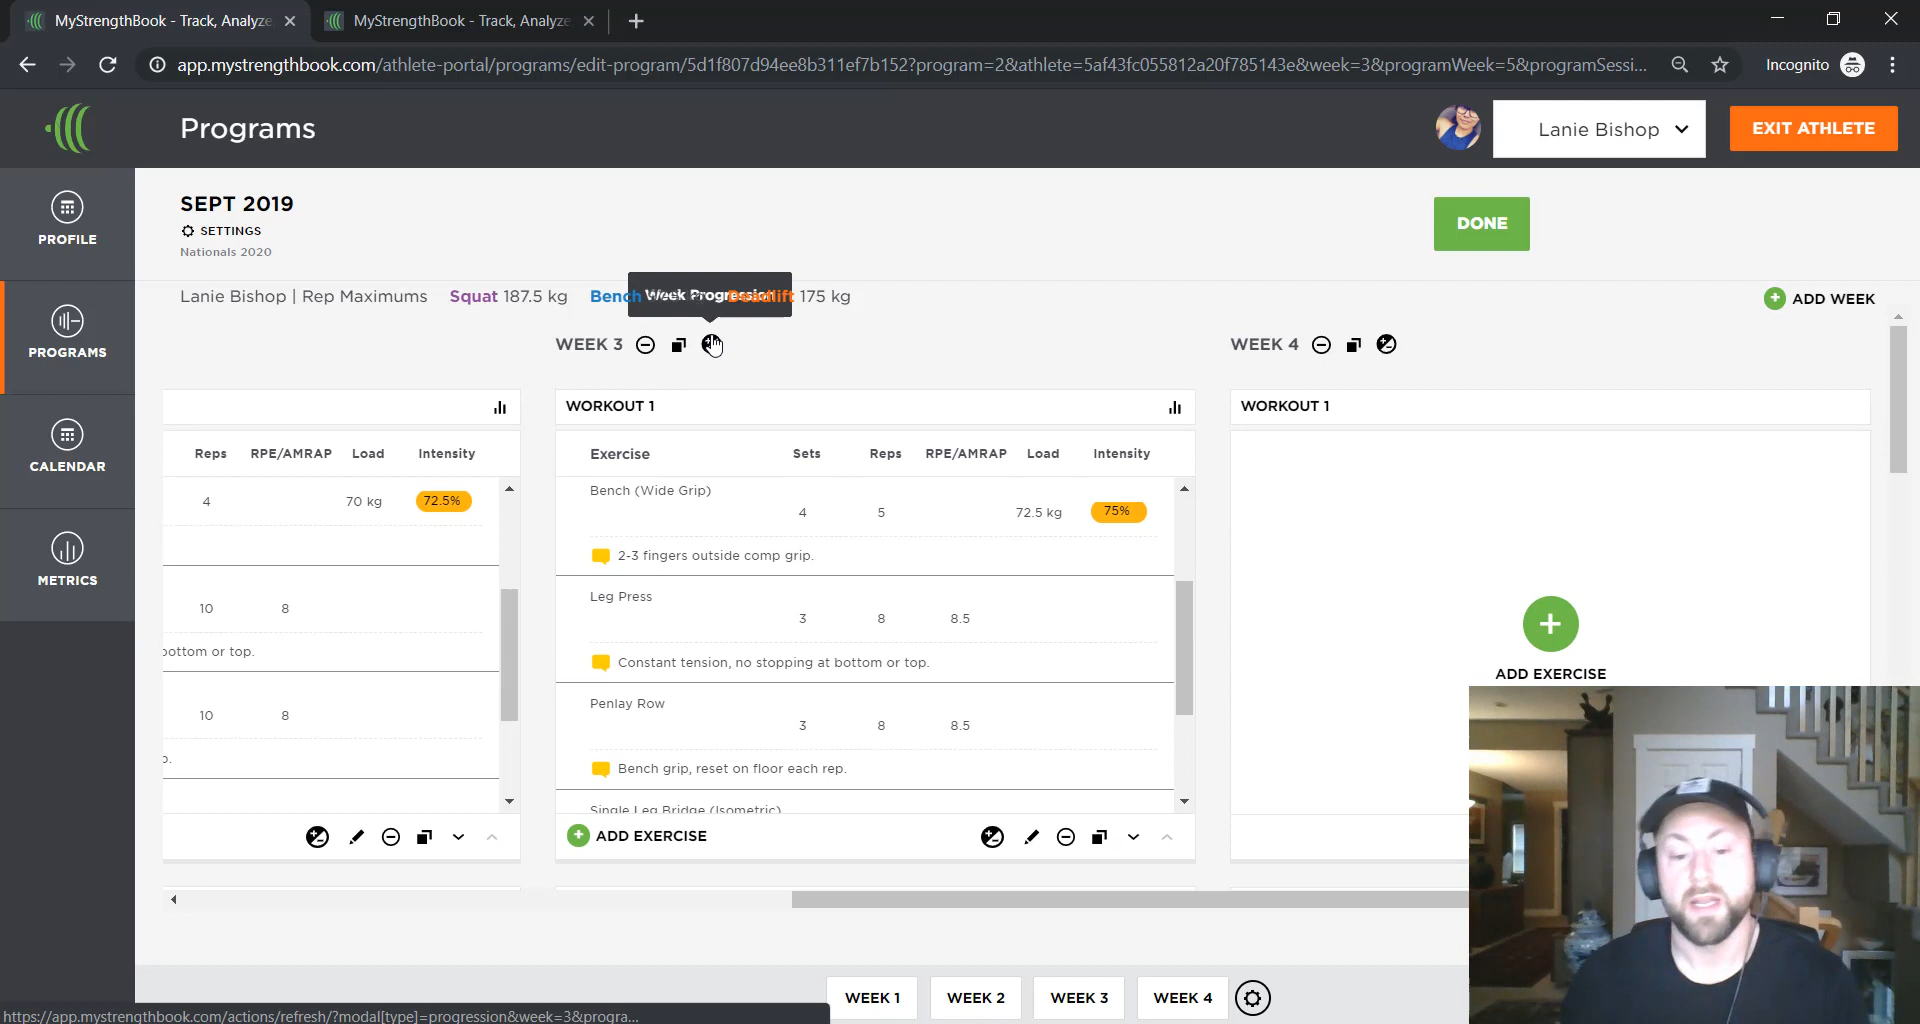 MyStrengthBook - Track, Analyze
MyStrengthBook - Track, Analyze
app.mystrengthbook.com/athlete-portal/programs/edit-program/5d1f807d94ee8b311ef7b152?program=2&athlete=5af43fc055812a20f785143e&week=3&programWeek=5&programSessi...
Incognito
Programs
Lanie Bishop
EXIT ATHLETE
PROFILE
PROGRAMS
CALENDAR
METRICS
SEPT 2019
SETTINGS
Nationals 2020
DONE
Lanie Bishop | Rep Maximums Squat 187.5 kg Bench Deadlift 175 kg
Week Progression
ADD WEEK
WEEK 3
WEEK 4
Reps RPE/AMRAP Load Intensity
4 70 kg 72.5%
10 8
bottom or top.
10 8
WORKOUT 1
Exercise Sets Reps RPE/AMRAP Load Intensity
Bench (Wide Grip)
4 5 72.5 kg 75%
2-3 fingers outside comp grip.
Leg Press
3 8 8.5
Constant tension, no stopping at bottom or top.
Penlay Row
3 8 8.5
Bench grip, reset on floor each rep.
Single Leg Bridge (Isometric)
ADD EXERCISE
WORKOUT 1
ADD EXERCISE
WEEK 1
WEEK 2
WEEK 3
WEEK 4
https://app.mystrengthbook.com/actions/refresh/?modal[type]=progression&week=3&progra...